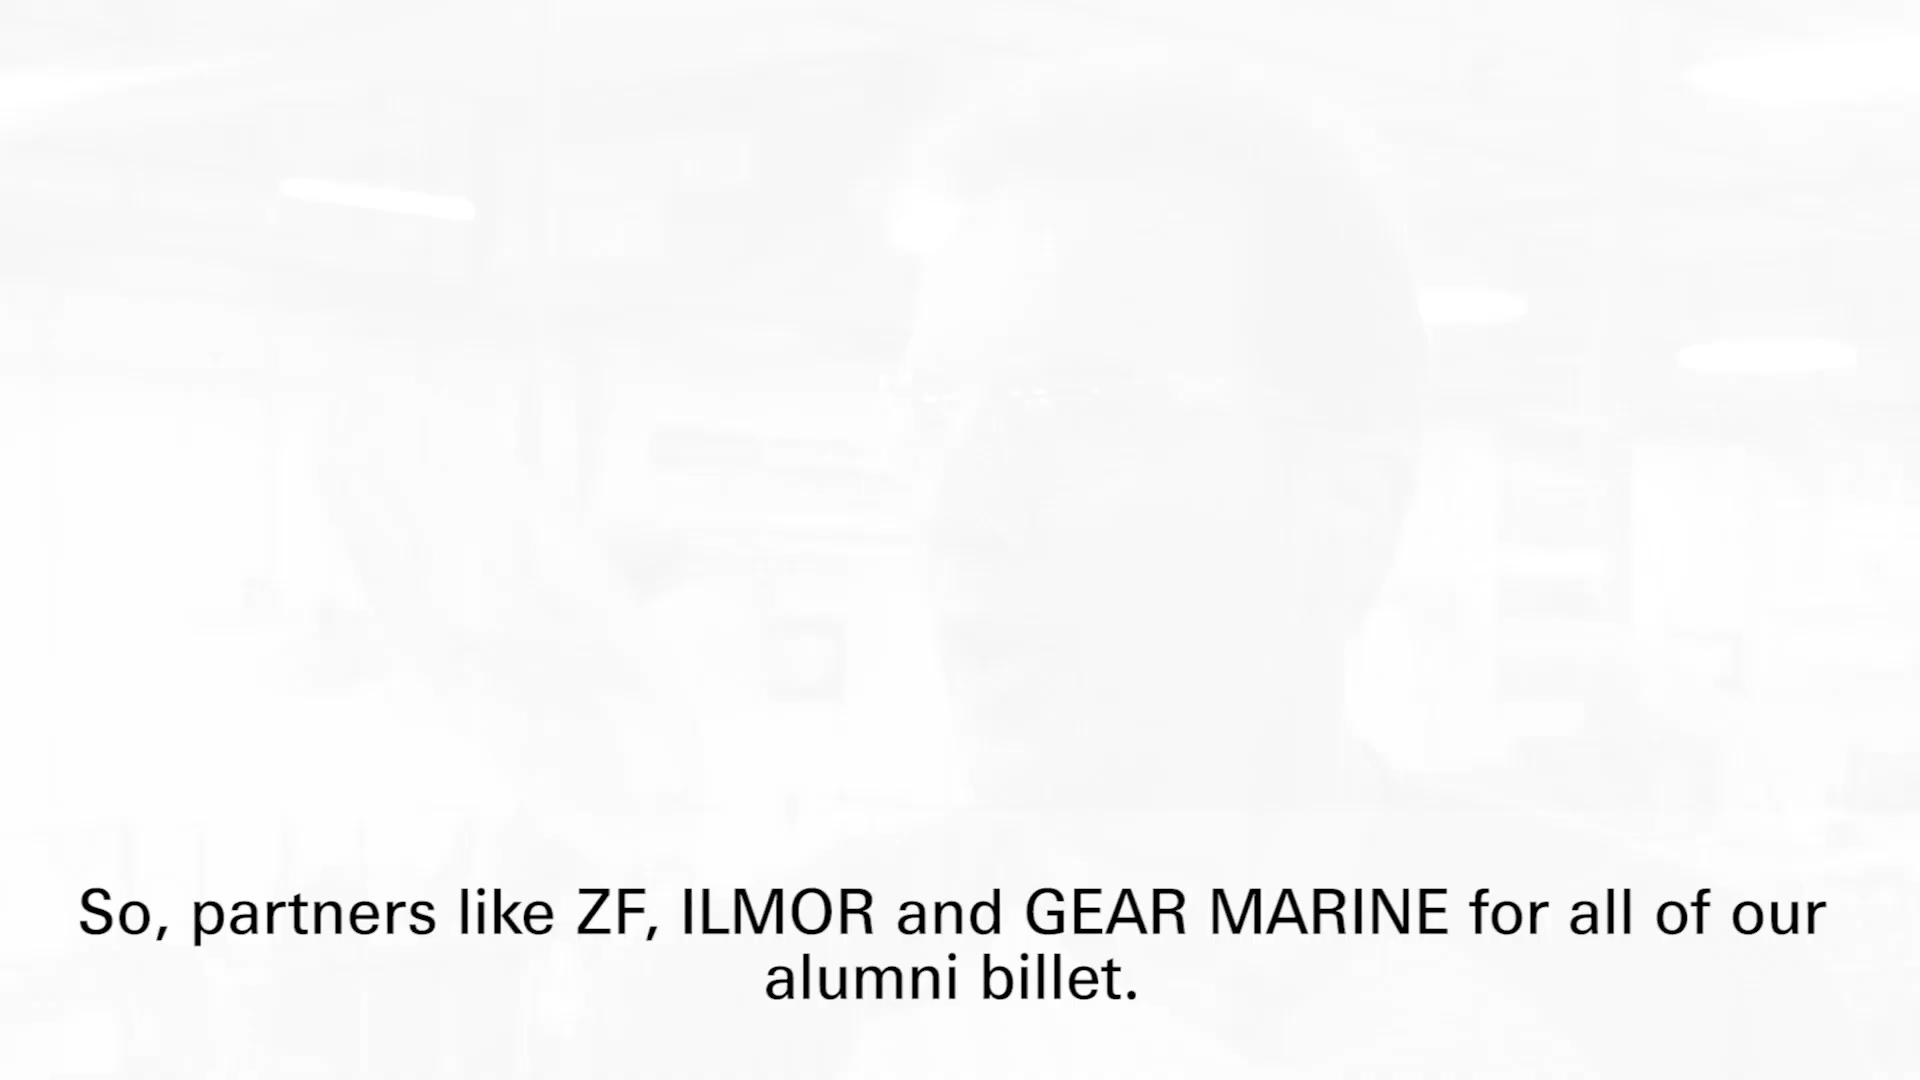 So, partners like ZF, ILMOR and GEAR MARINE for all of our
alumni billet.